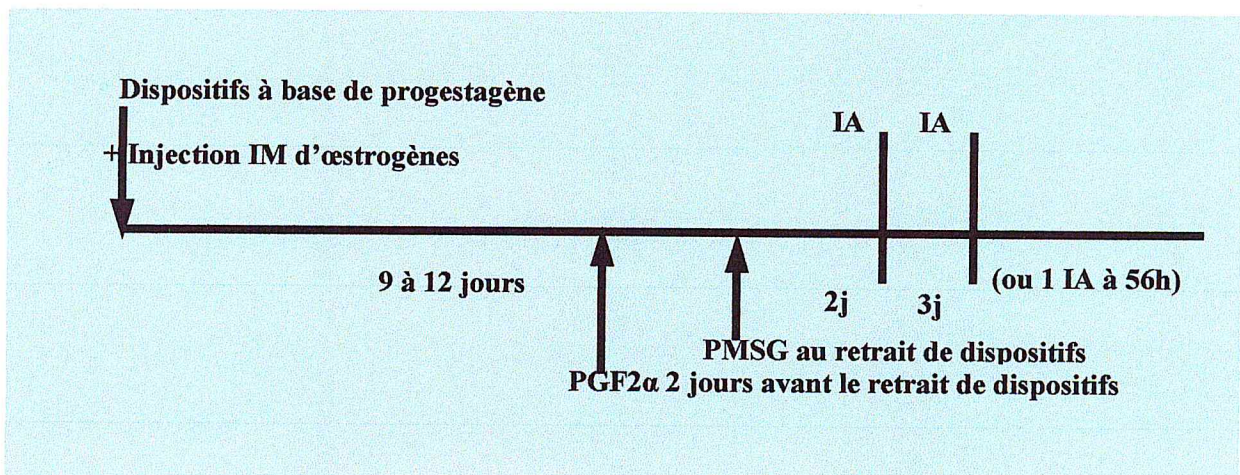 Dispositifs à base de progestagène
+ Injection IM d'œstrogènes
IA IA
9 à 12 jours
2j 3j (ou 1 IA à 56h)
PMSG au retrait de dispositifs
PGF2α 2 jours avant le retrait de dispositifs